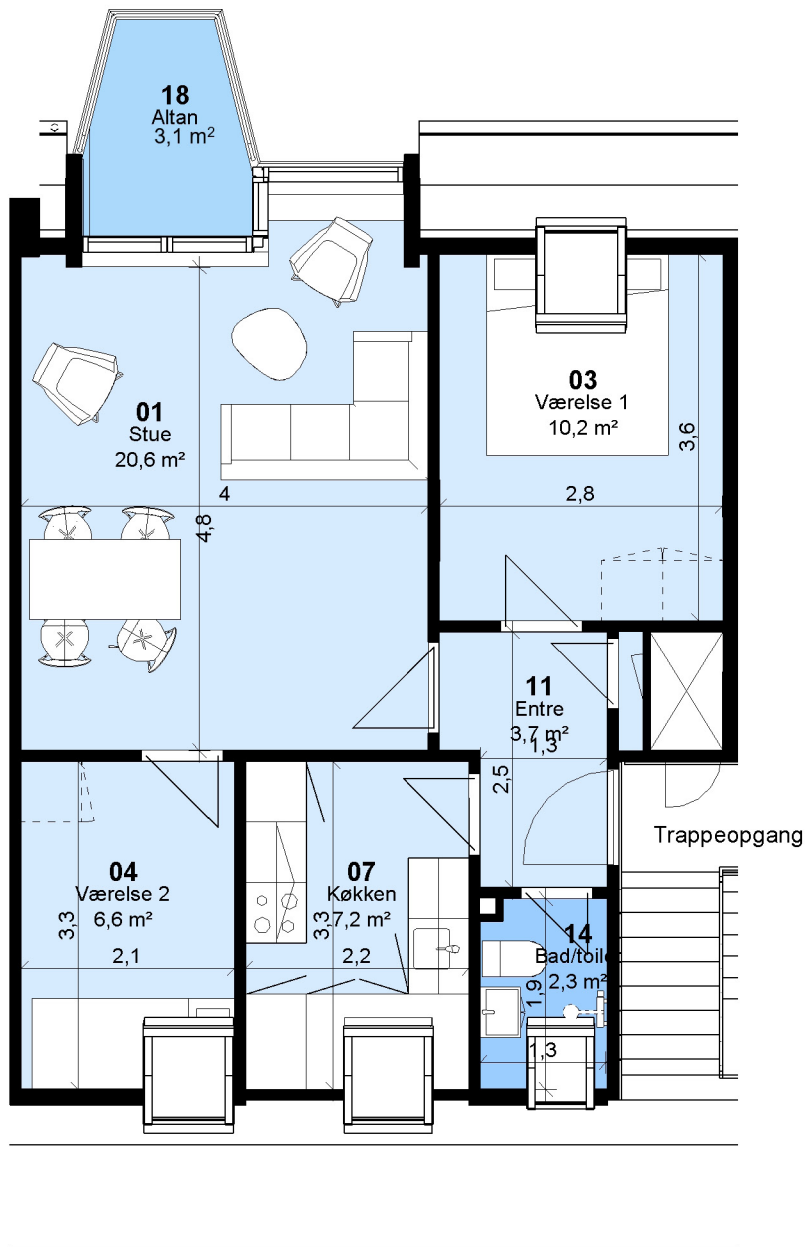 18
Altan
3,1 m²
01
Stue
20,6 m²
4
4,8
03
Værelse 1
10,2 m²
3,6
2,8
11
Entre
3,7 m²
1,3
2,5
Trappeopgang
04
Værelse 2
6,6 m²
3,3
2,1
07
Køkken
7,2 m²
3,3
2,2
14
Bad/toile
2,3 m²
1,9
1,3